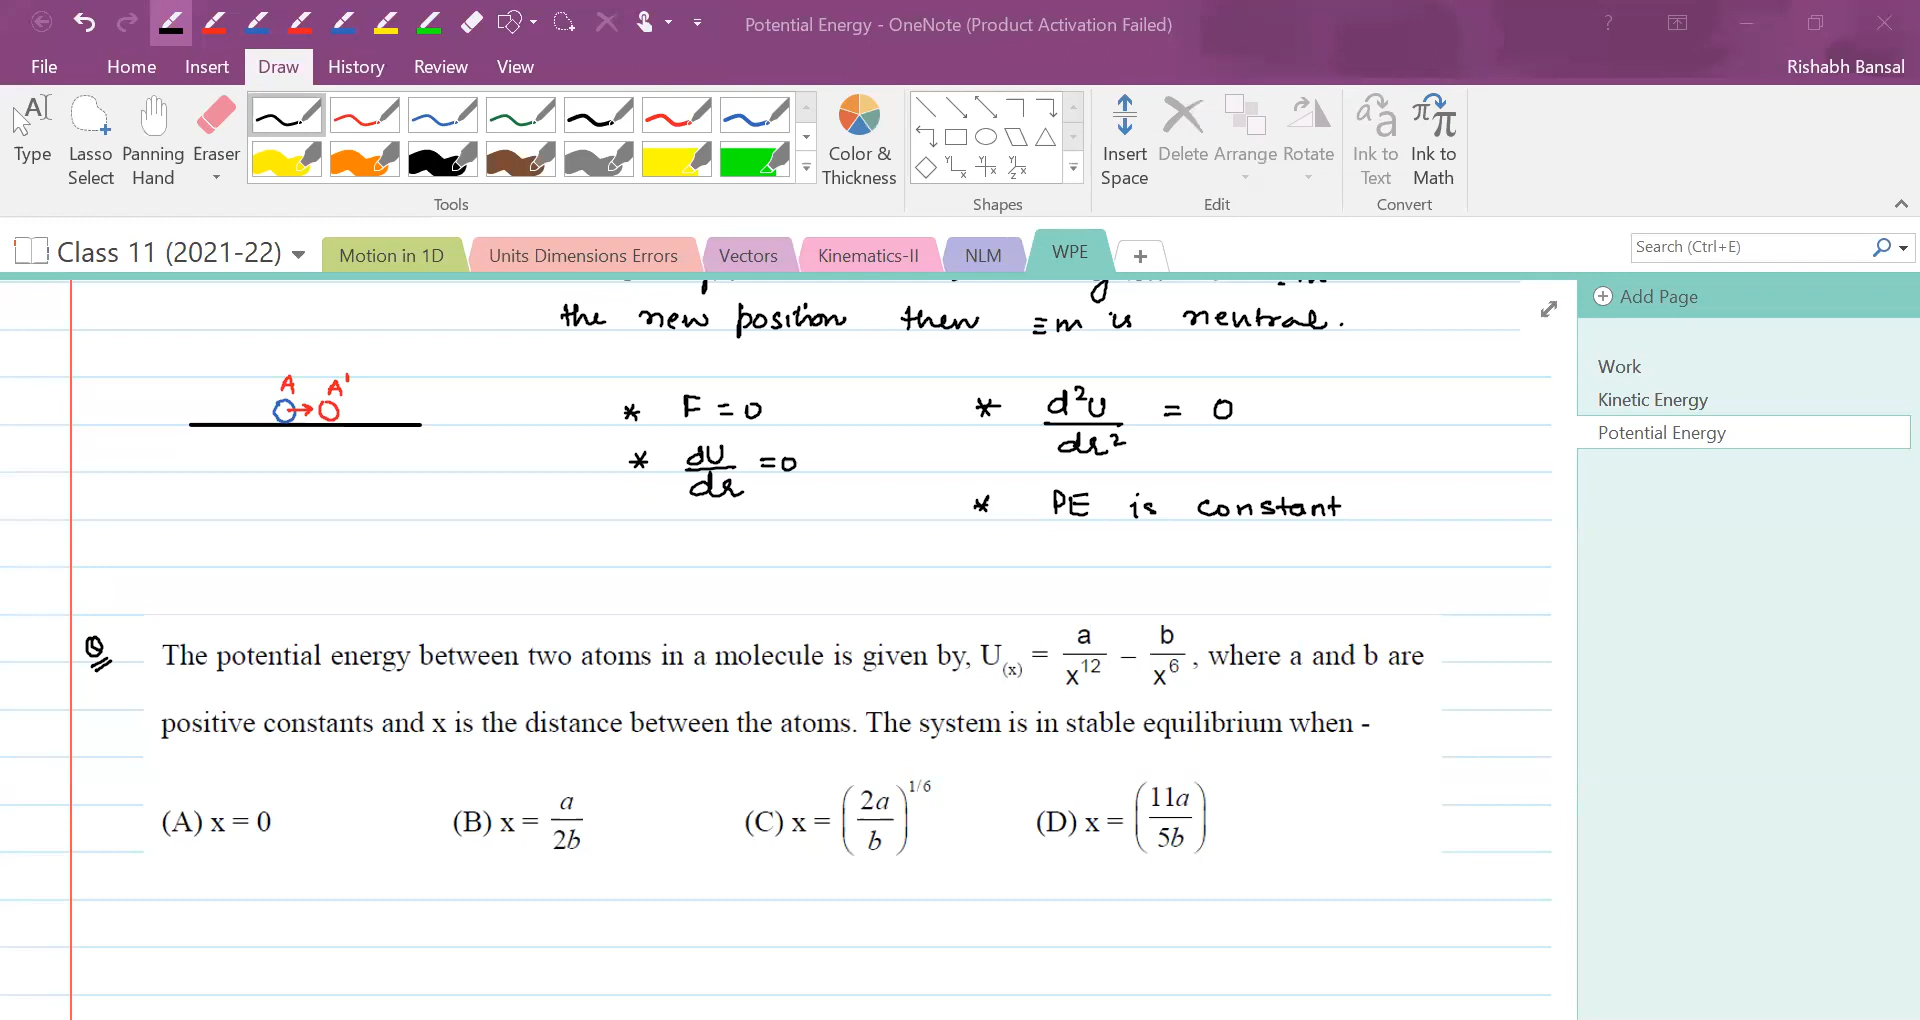 Potential Energy - OneNote (Product Activation Failed)
File Home Insert Draw History Review View Rishabh Bansal
Type Lasso Select Panning Hand Eraser Color & Thickness Insert Space Delete Arrange Rotate Ink to Text Ink to Math
Tools Shapes Edit Convert
Class 11 (2021-22) Motion in 1D Units Dimensions Errors Vectors Kinematics-II NLM WPE Search (Ctrl+E)
Add Page
Work
Kinetic Energy
Potential Energy
the new position then ≡m is neutral.
A A'
* F = 0 * d²U/dr² = 0
* dU/dr = 0
* PE is constant
Q The potential energy between two atoms in a molecule is given by, U(x) = a/x^12 − b/x^6, where a and b are
positive constants and x is the distance between the atoms. The system is in stable equilibrium when -
(A) x = 0 (B) x = a/2b (C) x = (2a/b)^1/6 (D) x = (11a/5b)